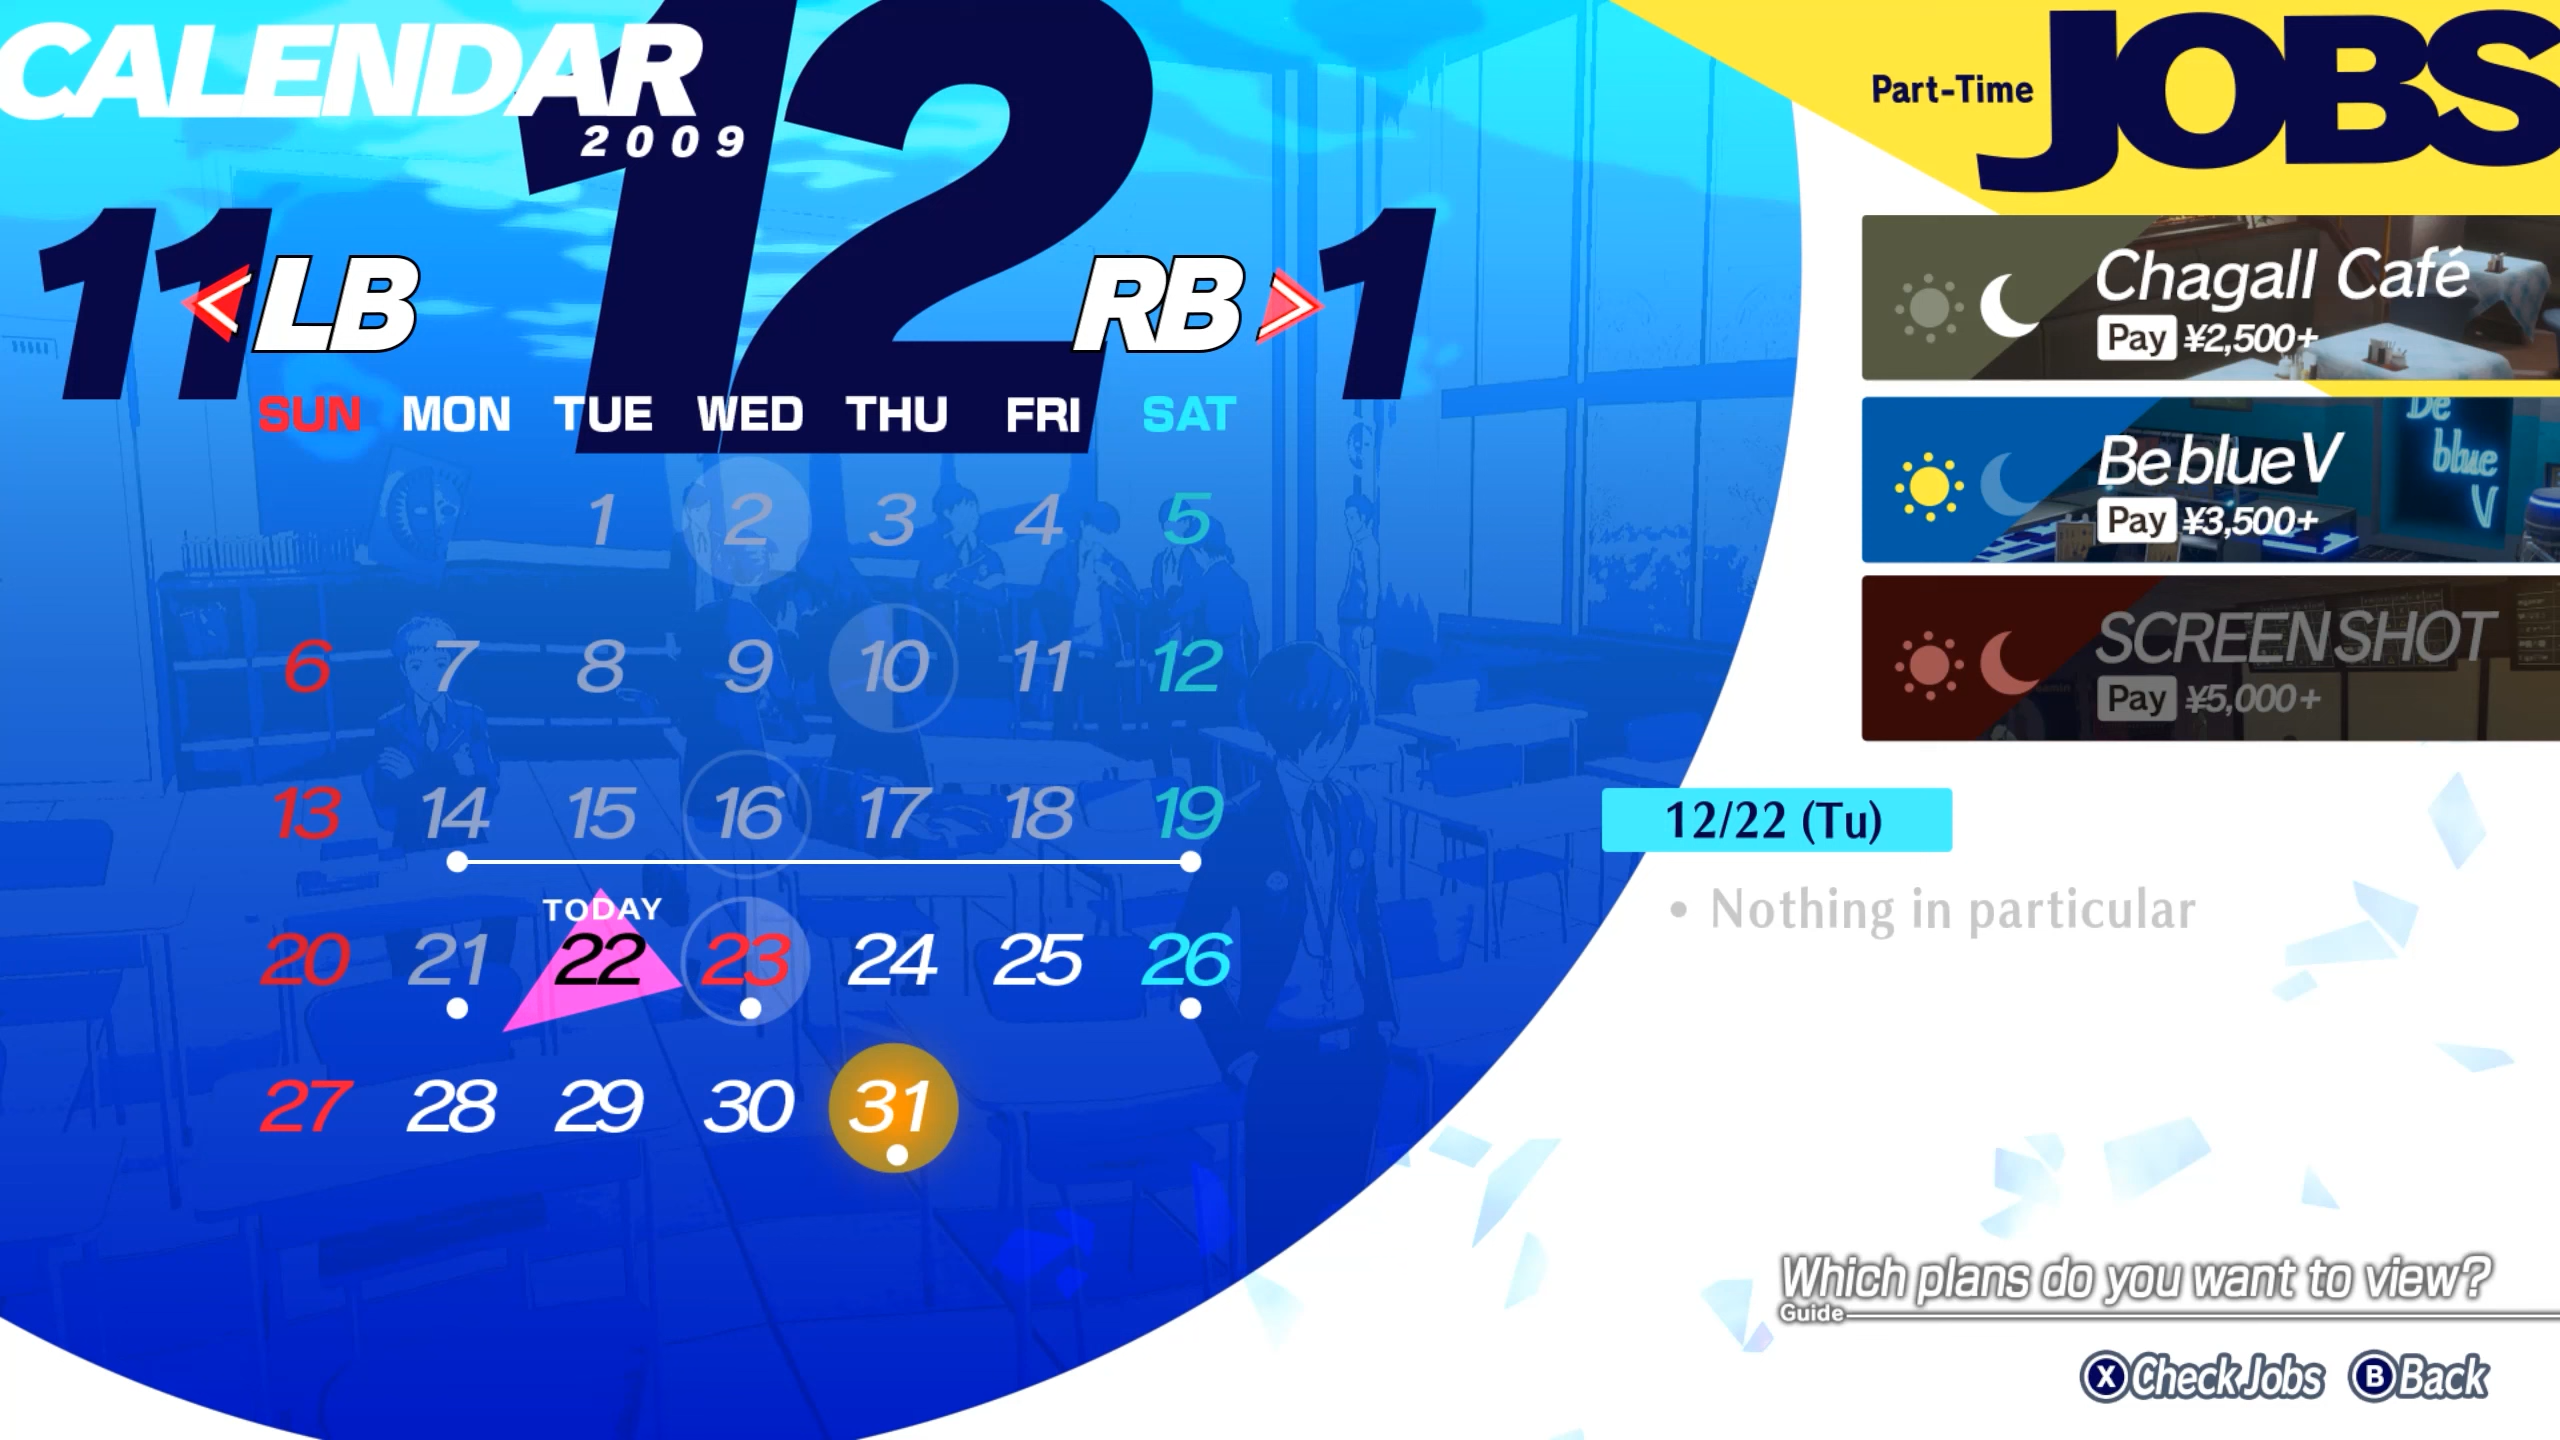 CALENDAR
2009
12
11
LB
RB
1
SUN MON TUE WED THU FRI SAT
1 2 3 4 5
6 7 8 9 10 11 12
13 14 15 16 17 18 19
TODAY
20 21 22 23 24 25 26
27 28 29 30 31
Part-Time JOBS
Chagall Café
Pay ¥2,500+
Be blue V
Pay ¥3,500+
Be
blue
V
SCREEN SHOT
Pay ¥5,000+
12/22 (Tu)
• Nothing in particular
Which plans do you want to view?
Guide
X Check Jobs B Back